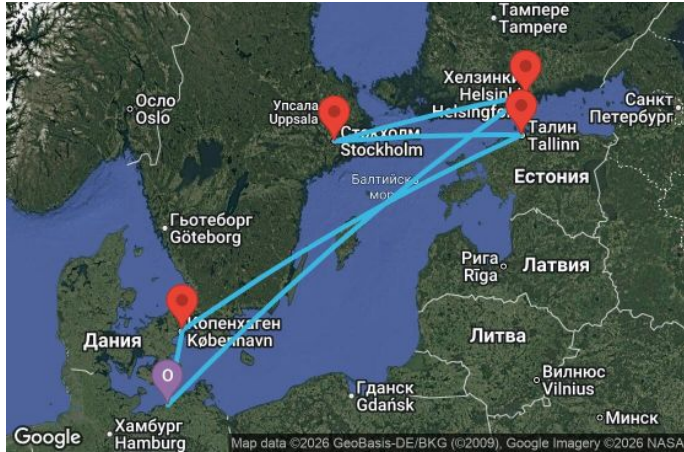 Тампере
Tampere
Осло
Oslo
Хелзинки
Helsinki
Helsingfors
Санкт
Петербург
Упсала
Uppsala
Стокхолм
Stockholm
Талин
Tallinn
Балтийско
море
Естония
Гьотеборг
Göteborg
Рига
Rīga
Латвия
Копенхаген
København
Дания
Литва
O
Вилнюс
Vilnius
Гданск
Gdańsk
Минск
Хамбург
Hamburg
Google
Map data ©2026 GeoBasis-DE/BKG (©2009), Google Imagery ©2026 NASA